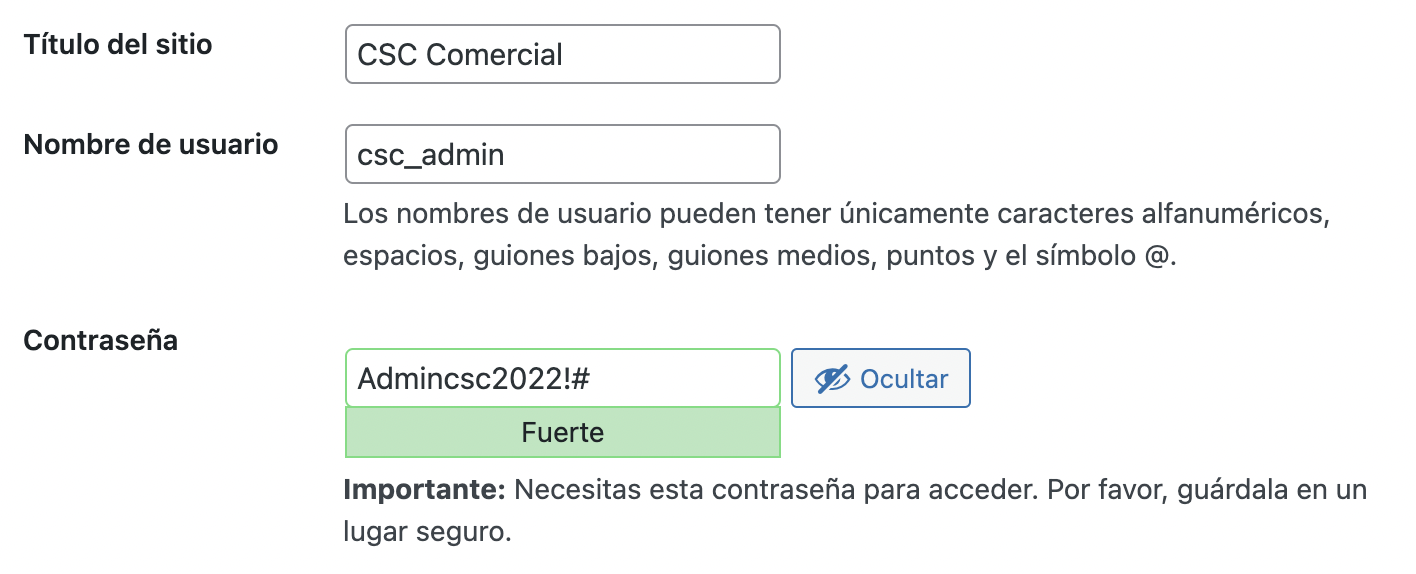 Título del sitio
CSC Comercial
Nombre de usuario
csc_admin
Los nombres de usuario pueden tener únicamente caracteres alfanuméricos,
espacios, guiones bajos, guiones medios, puntos y el símbolo @.
Contraseña
Admincsc2022!#
Ocultar
Fuerte
Importante: Necesitas esta contraseña para acceder. Por favor, guárdala en un
lugar seguro.